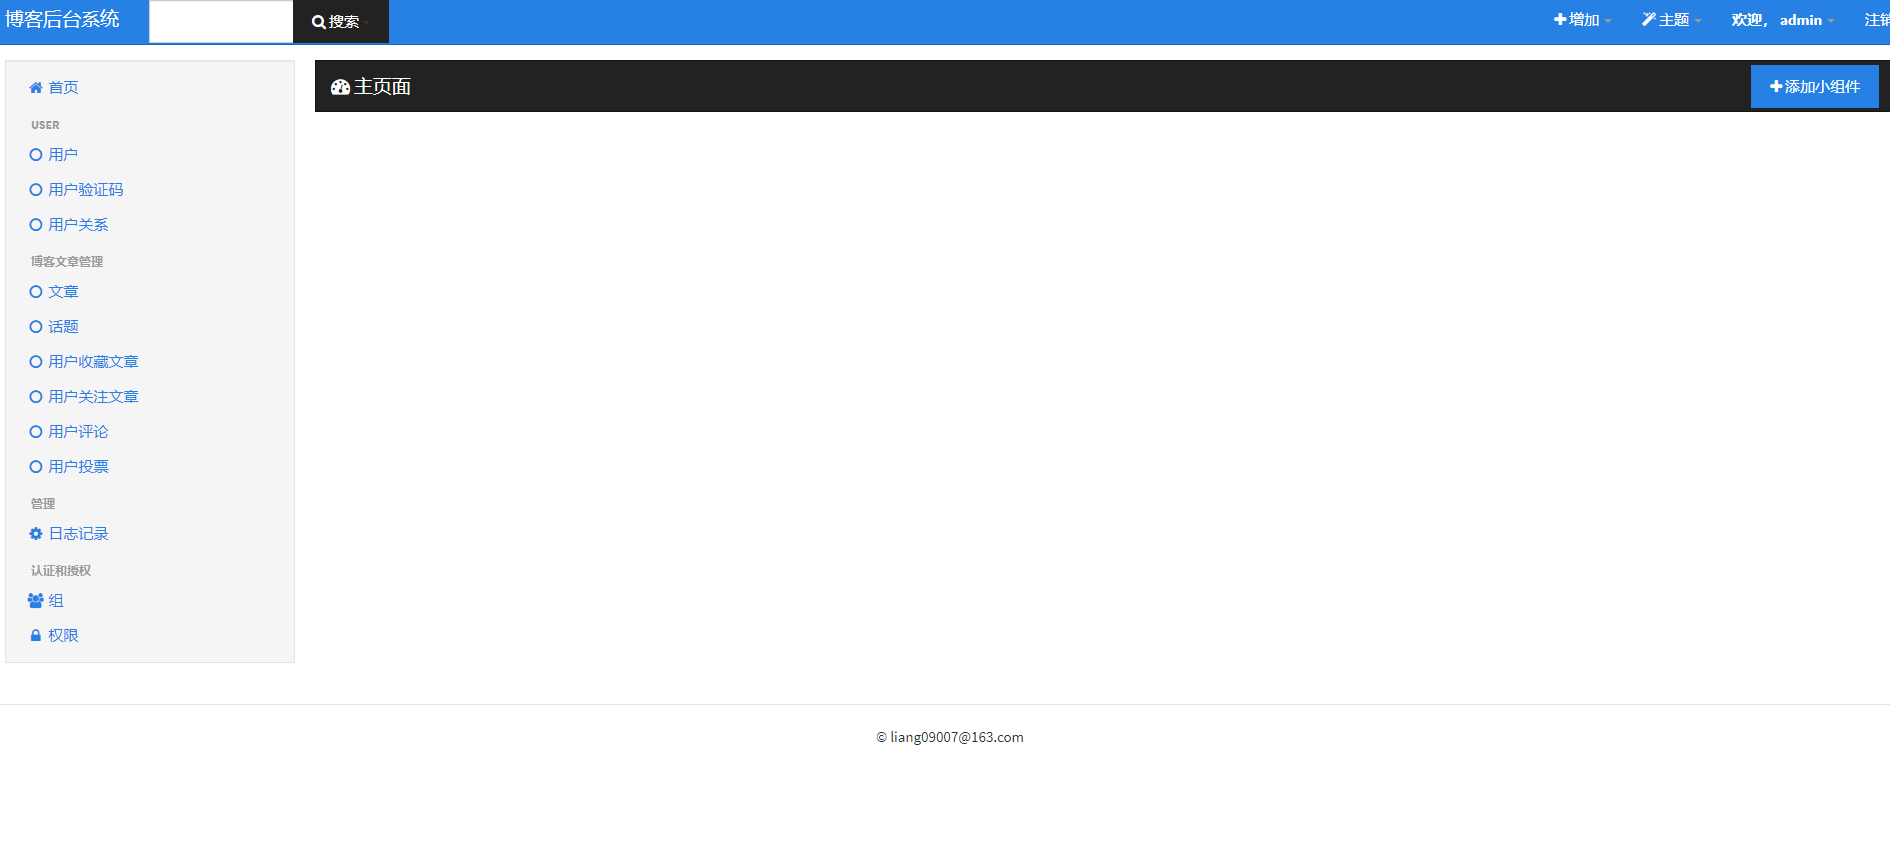 博客后台系统
搜索
增加
主题
欢迎， admin
注销
首页
USER
用户
用户验证码
用户关系
博客文章管理
文章
话题
用户收藏文章
用户关注文章
用户评论
用户投票
管理
日志记录
认证和授权
组
权限
主页面
添加小组件
© liang09007@163.com